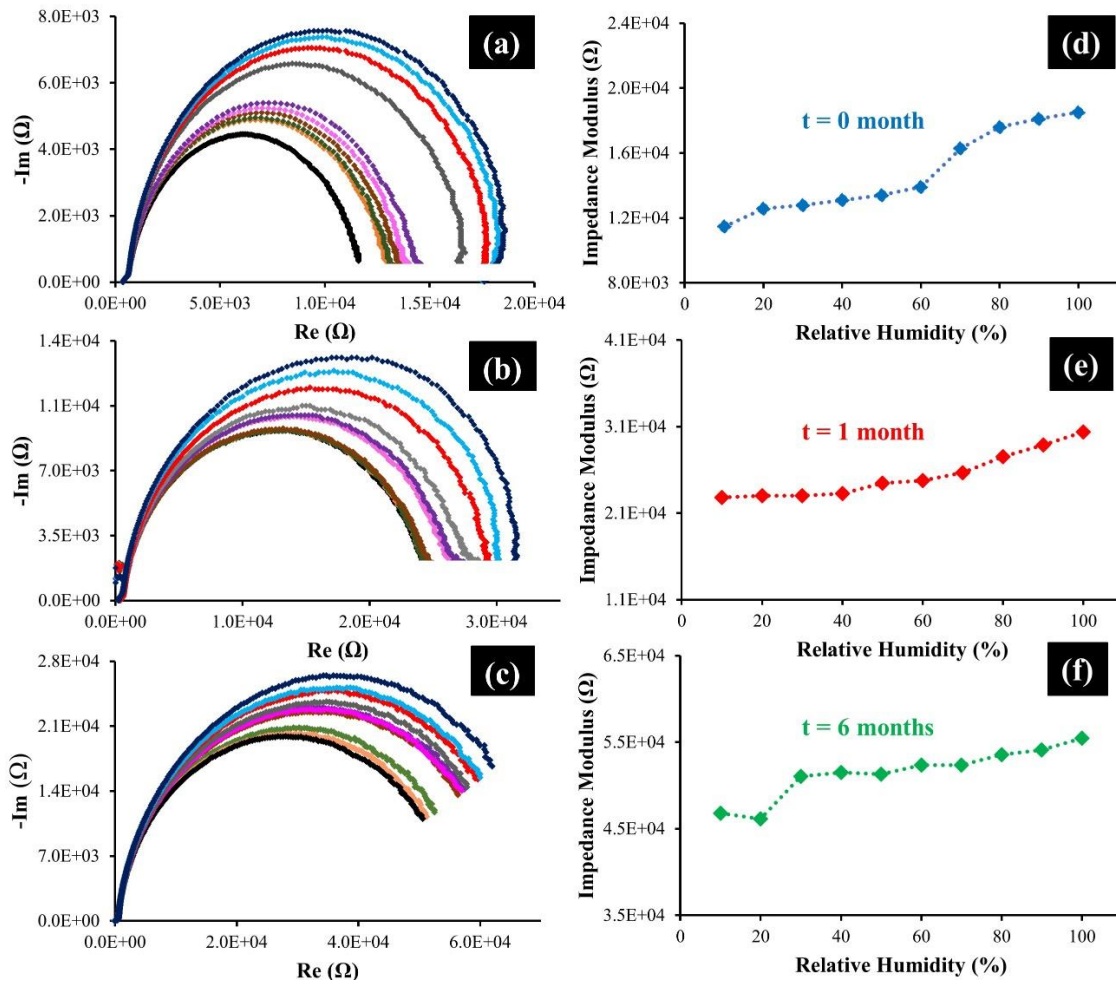 8.0E+03
6.0E+03
4.0E+03
2.0E+03
0.0E+00
-Im (Ω)
(a)
0.0E+00 5.0E+03 1.0E+04 1.5E+04 2.0E+04
Re (Ω)
2.4E+04
2.0E+04
1.6E+04
1.2E+04
8.0E+03
Impedance Modulus (Ω)
(d)
t = 0 month
0 20 40 60 80 100
Relative Humidity (%)
1.4E+04
1.1E+04
7.0E+03
3.5E+03
0.0E+00
-Im (Ω)
(b)
0.0E+00 1.0E+04 2.0E+04 3.0E+04
Re (Ω)
4.1E+04
3.1E+04
2.1E+04
1.1E+04
Impedance Modulus (Ω)
(e)
t = 1 month
0 20 40 60 80 100
Relative Humidity (%)
2.8E+04
2.1E+04
1.4E+04
7.0E+03
0.0E+00
-Im (Ω)
(c)
0.0E+00 2.0E+04 4.0E+04 6.0E+04
Re (Ω)
6.5E+04
5.5E+04
4.5E+04
3.5E+04
Impedance Modulus (Ω)
(f)
t = 6 months
0 20 40 60 80 100
Relative Humidity (%)